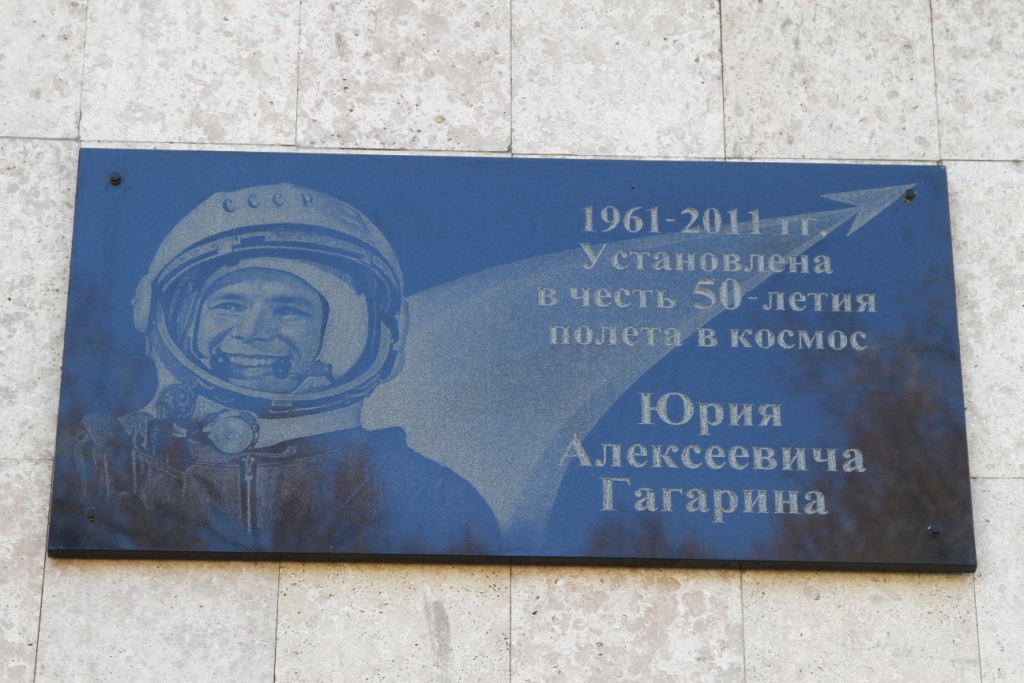 СССР
1961-2011 гг.
Установлена
в честь 50-летия
полета в космос
Юрия
Алексеевича
Гагарина